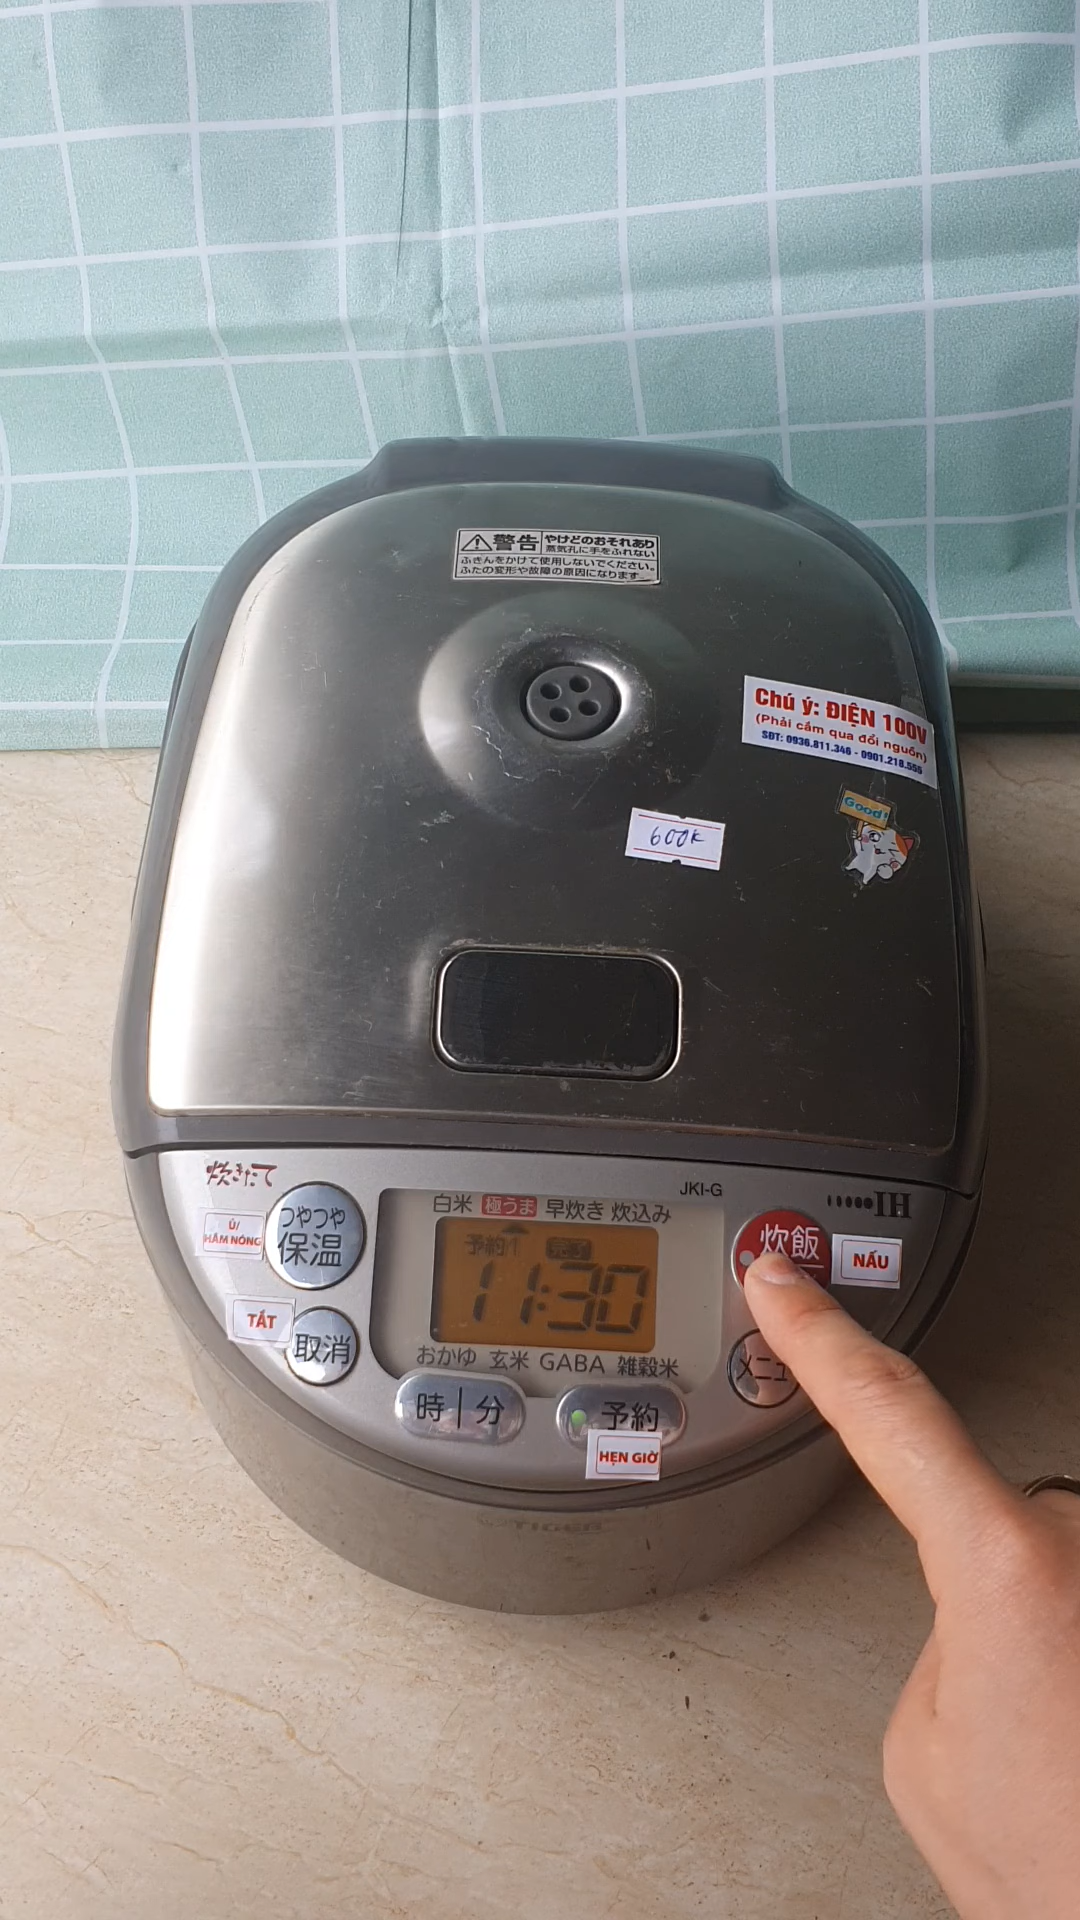 警告
やけどのおそれあり
蒸気孔に手をふれない
ふきんをかけて使用しないでください。
ふたの変形や故障の原因になります。
Chú ý: ĐIỆN 100V
(Phải cắm qua đổi nguồn)
SĐT: 0936.811.346 - 0901.218.555
Good!
600k
炊きたて
JKI-G
IH
Ủ/
HÂM NÓNG
つやつや
保温
白米 極うま 早炊き 炊込み
予約 完了
11:30
おかゆ 玄米 GABA 雑穀米
炊飯
NẤU
TẮT
取消
メニュ
時|分
予約
HẸN GIỜ
TIGER